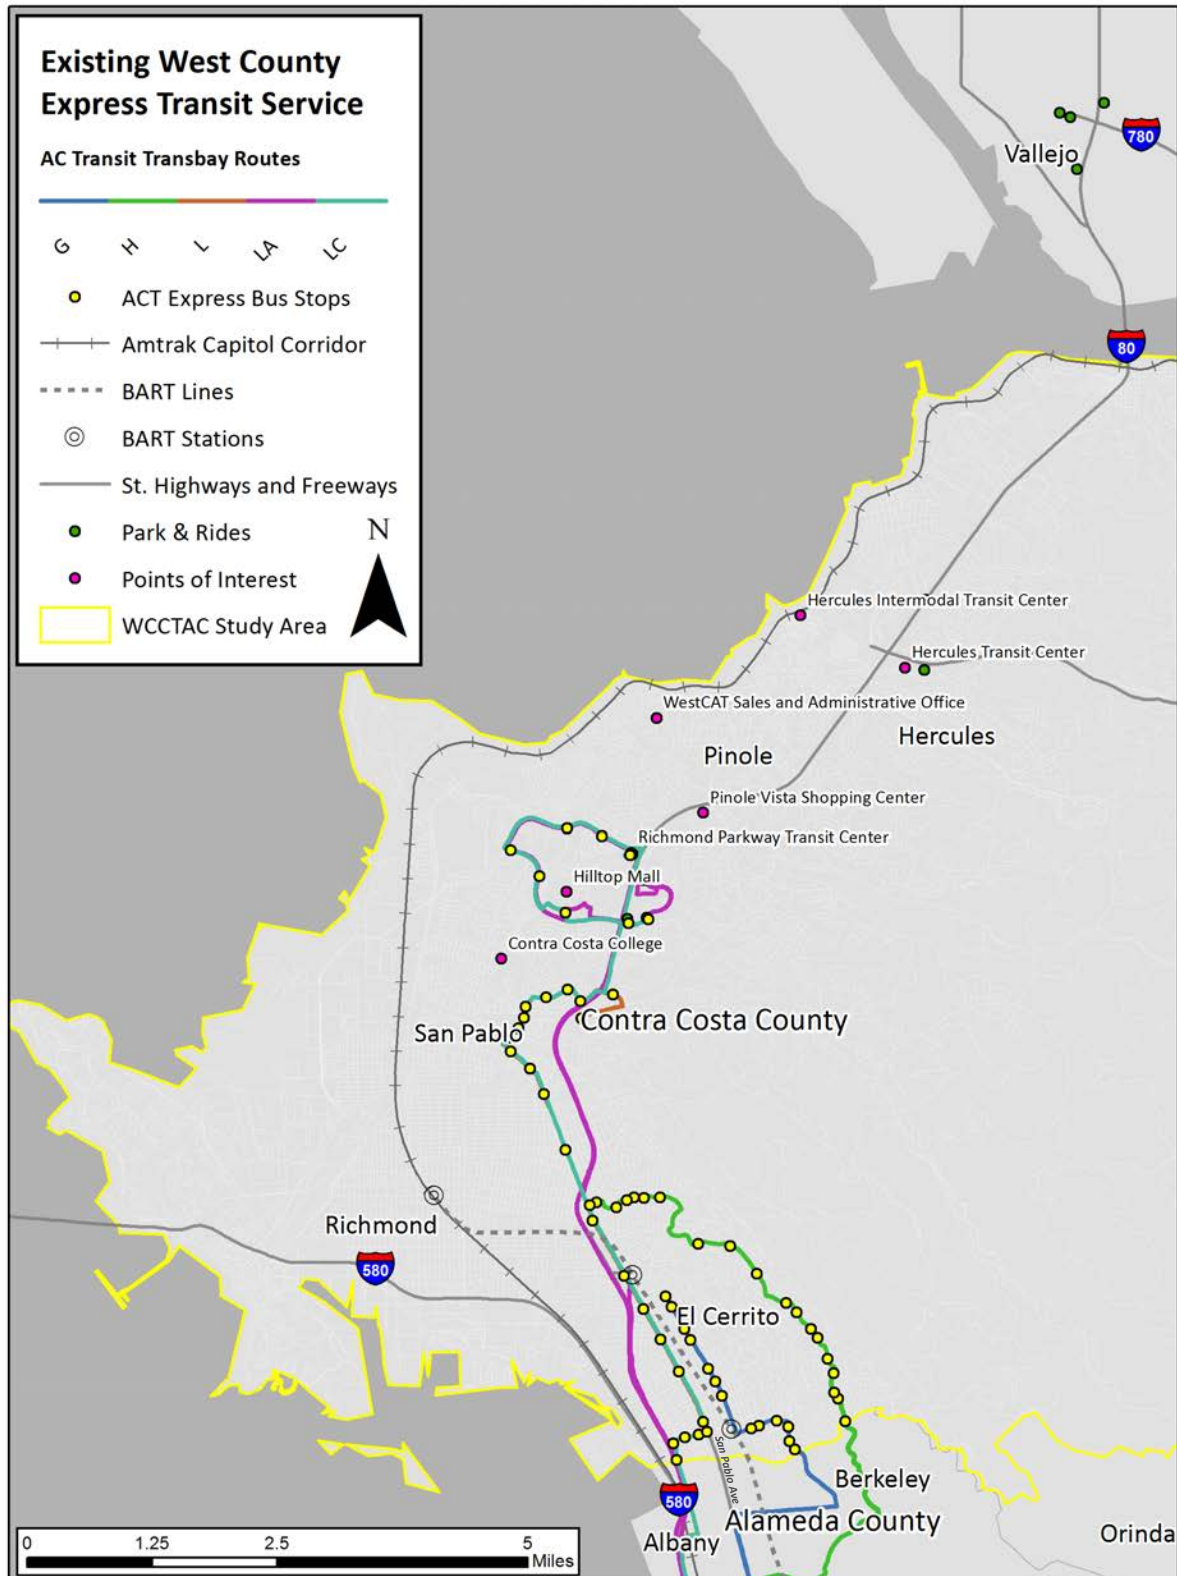 Existing West County
Express Transit Service
AC Transit Transbay Routes
G H L LA LC
ACT Express Bus Stops
Amtrak Capitol Corridor
BART Lines
BART Stations
St. Highways and Freeways
Park & Rides
N
Points of Interest
WCCTAC Study Area
780
Vallejo
80
Hercules Intermodal Transit Center
Hercules Transit Center
WestCAT Sales and Administrative Office
Hercules
Pinole
Pinole Vista Shopping Center
Richmond Parkway Transit Center
Hilltop Mall
Contra Costa College
Contra Costa County
San Pablo
Richmond
580
El Cerrito
San Pablo Ave
Berkeley
580
Alameda County
Albany
Orinda
0 1.25 2.5 5
Miles